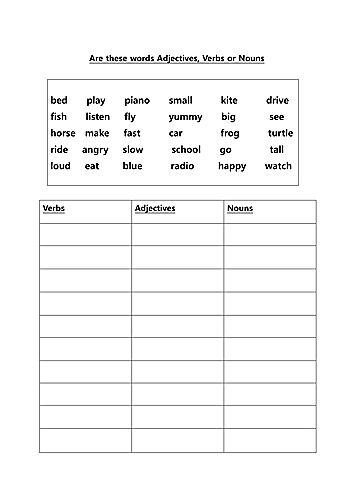 Are these words Adjectives, Verbs or Nouns
bed play piano small kite drive
fish listen fly yummy big see
horse make fast car frog turtle
ride angry slow school go tall
loud eat blue radio happy watch
Verbs Adjectives Nouns